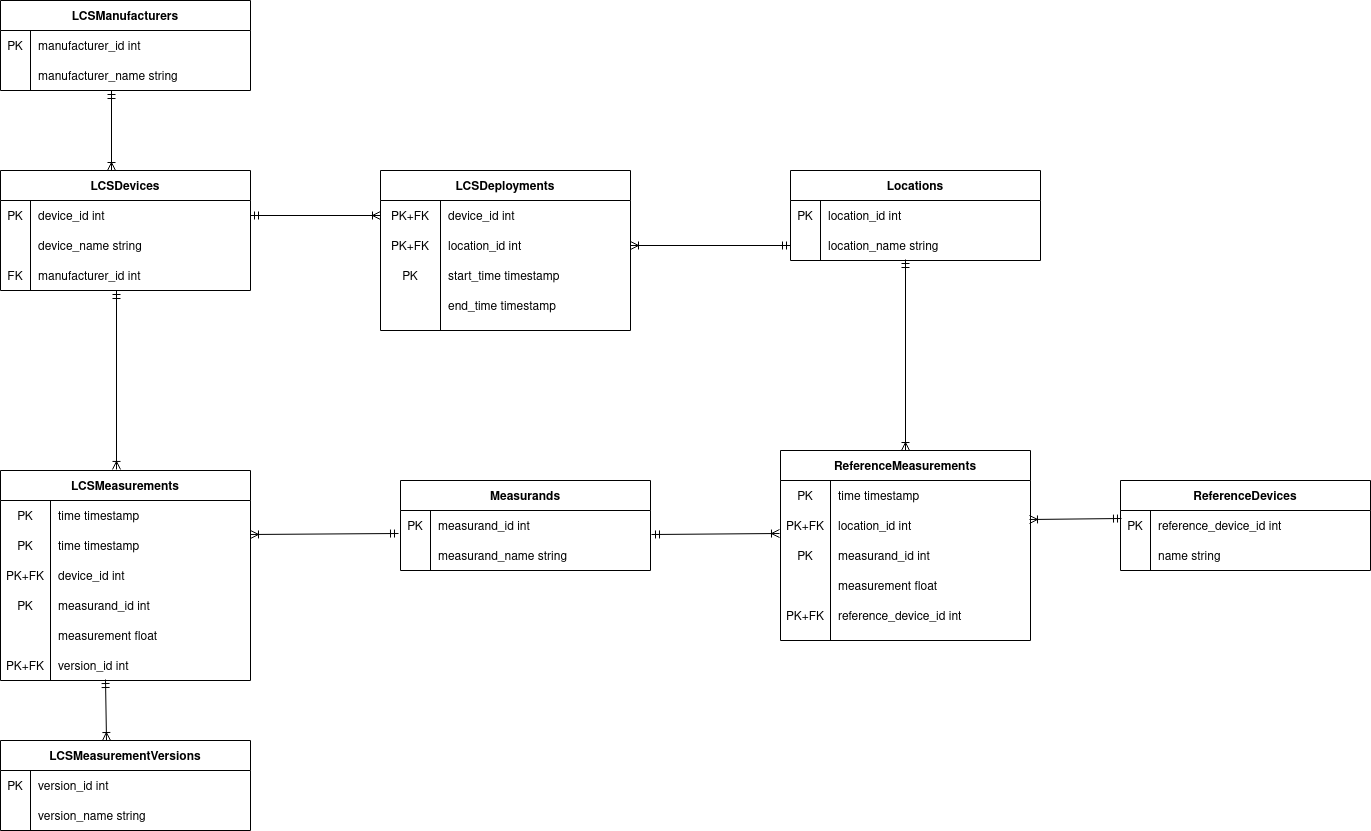 LCSManufacturers
PK manufacturer_id int
manufacturer_name string
LCSDevices
PK device_id int
device_name string
FK manufacturer_id int
LCSDeployments
PK+FK device_id int
PK+FK location_id int
PK start_time timestamp
end_time timestamp
Locations
PK location_id int
location_name string
LCSMeasurements
PK time timestamp
PK time timestamp
PK+FK device_id int
PK measurand_id int
measurement float
PK+FK version_id int
Measurands
PK measurand_id int
measurand_name string
ReferenceMeasurements
PK time timestamp
PK+FK location_id int
PK measurand_id int
measurement float
PK+FK reference_device_id int
ReferenceDevices
PK reference_device_id int
name string
LCSMeasurementVersions
PK version_id int
version_name string